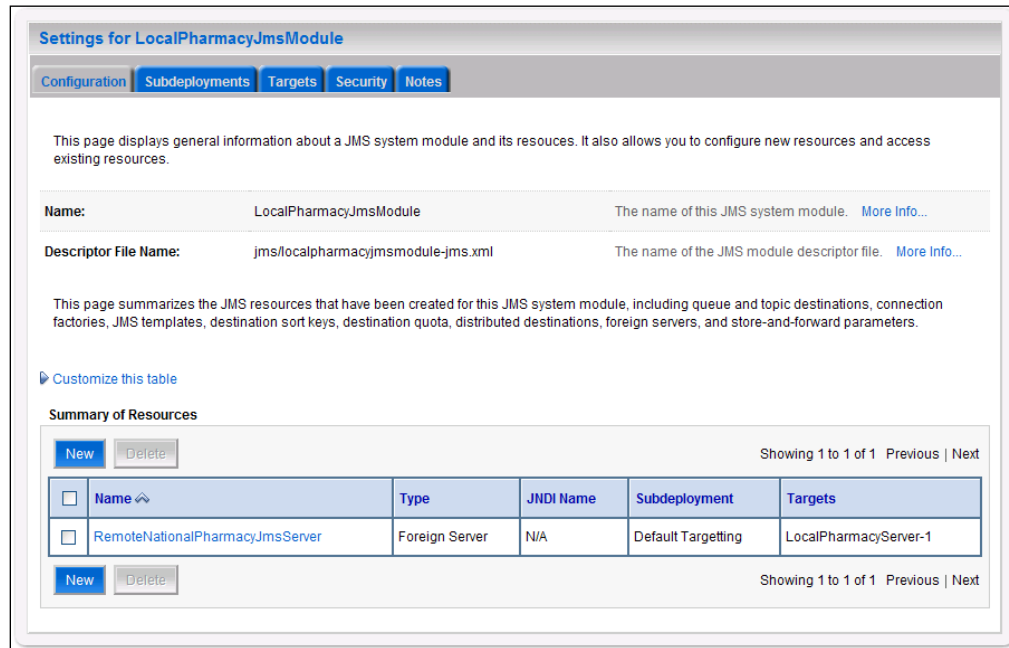 Settings for LocalPharmacyJmsModule
Configuration Subdeployments Targets Security Notes
This page displays general information about a JMS system module and its resouces. It also allows you to configure new resources and access
existing resources.
Name: LocalPharmacyJmsModule The name of this JMS system module. More Info...
Descriptor File Name: jms/localpharmacyjmsmodule-jms.xml The name of the JMS module descriptor file. More Info...
This page summarizes the JMS resources that have been created for this JMS system module, including queue and topic destinations, connection
factories, JMS templates, destination sort keys, destination quota, distributed destinations, foreign servers, and store-and-forward parameters.
Customize this table
Summary of Resources
New Delete Showing 1 to 1 of 1 Previous | Next
Name Type JNDI Name Subdeployment Targets
RemoteNationalPharmacyJmsServer Foreign Server N/A Default Targetting LocalPharmacyServer-1
New Delete Showing 1 to 1 of 1 Previous | Next